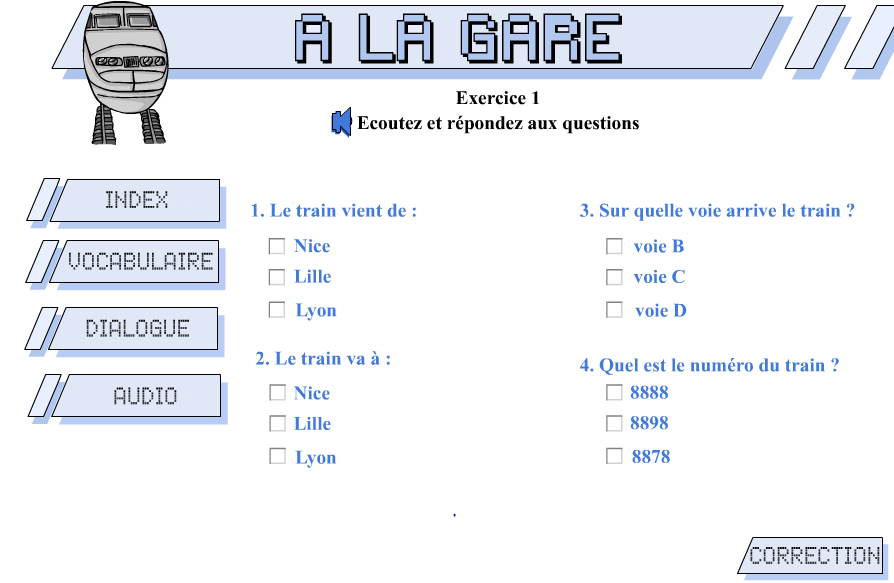 A LA GARE
Exercice 1
Ecoutez et répondez aux questions
INDEX
VOCABULAIRE
DIALOGUE
AUDIO
1. Le train vient de :
Nice
Lille
Lyon
2. Le train va à :
Nice
Lille
Lyon
3. Sur quelle voie arrive le train ?
voie B
voie C
voie D
4. Quel est le numéro du train ?
8888
8898
8878
.
CORRECTION